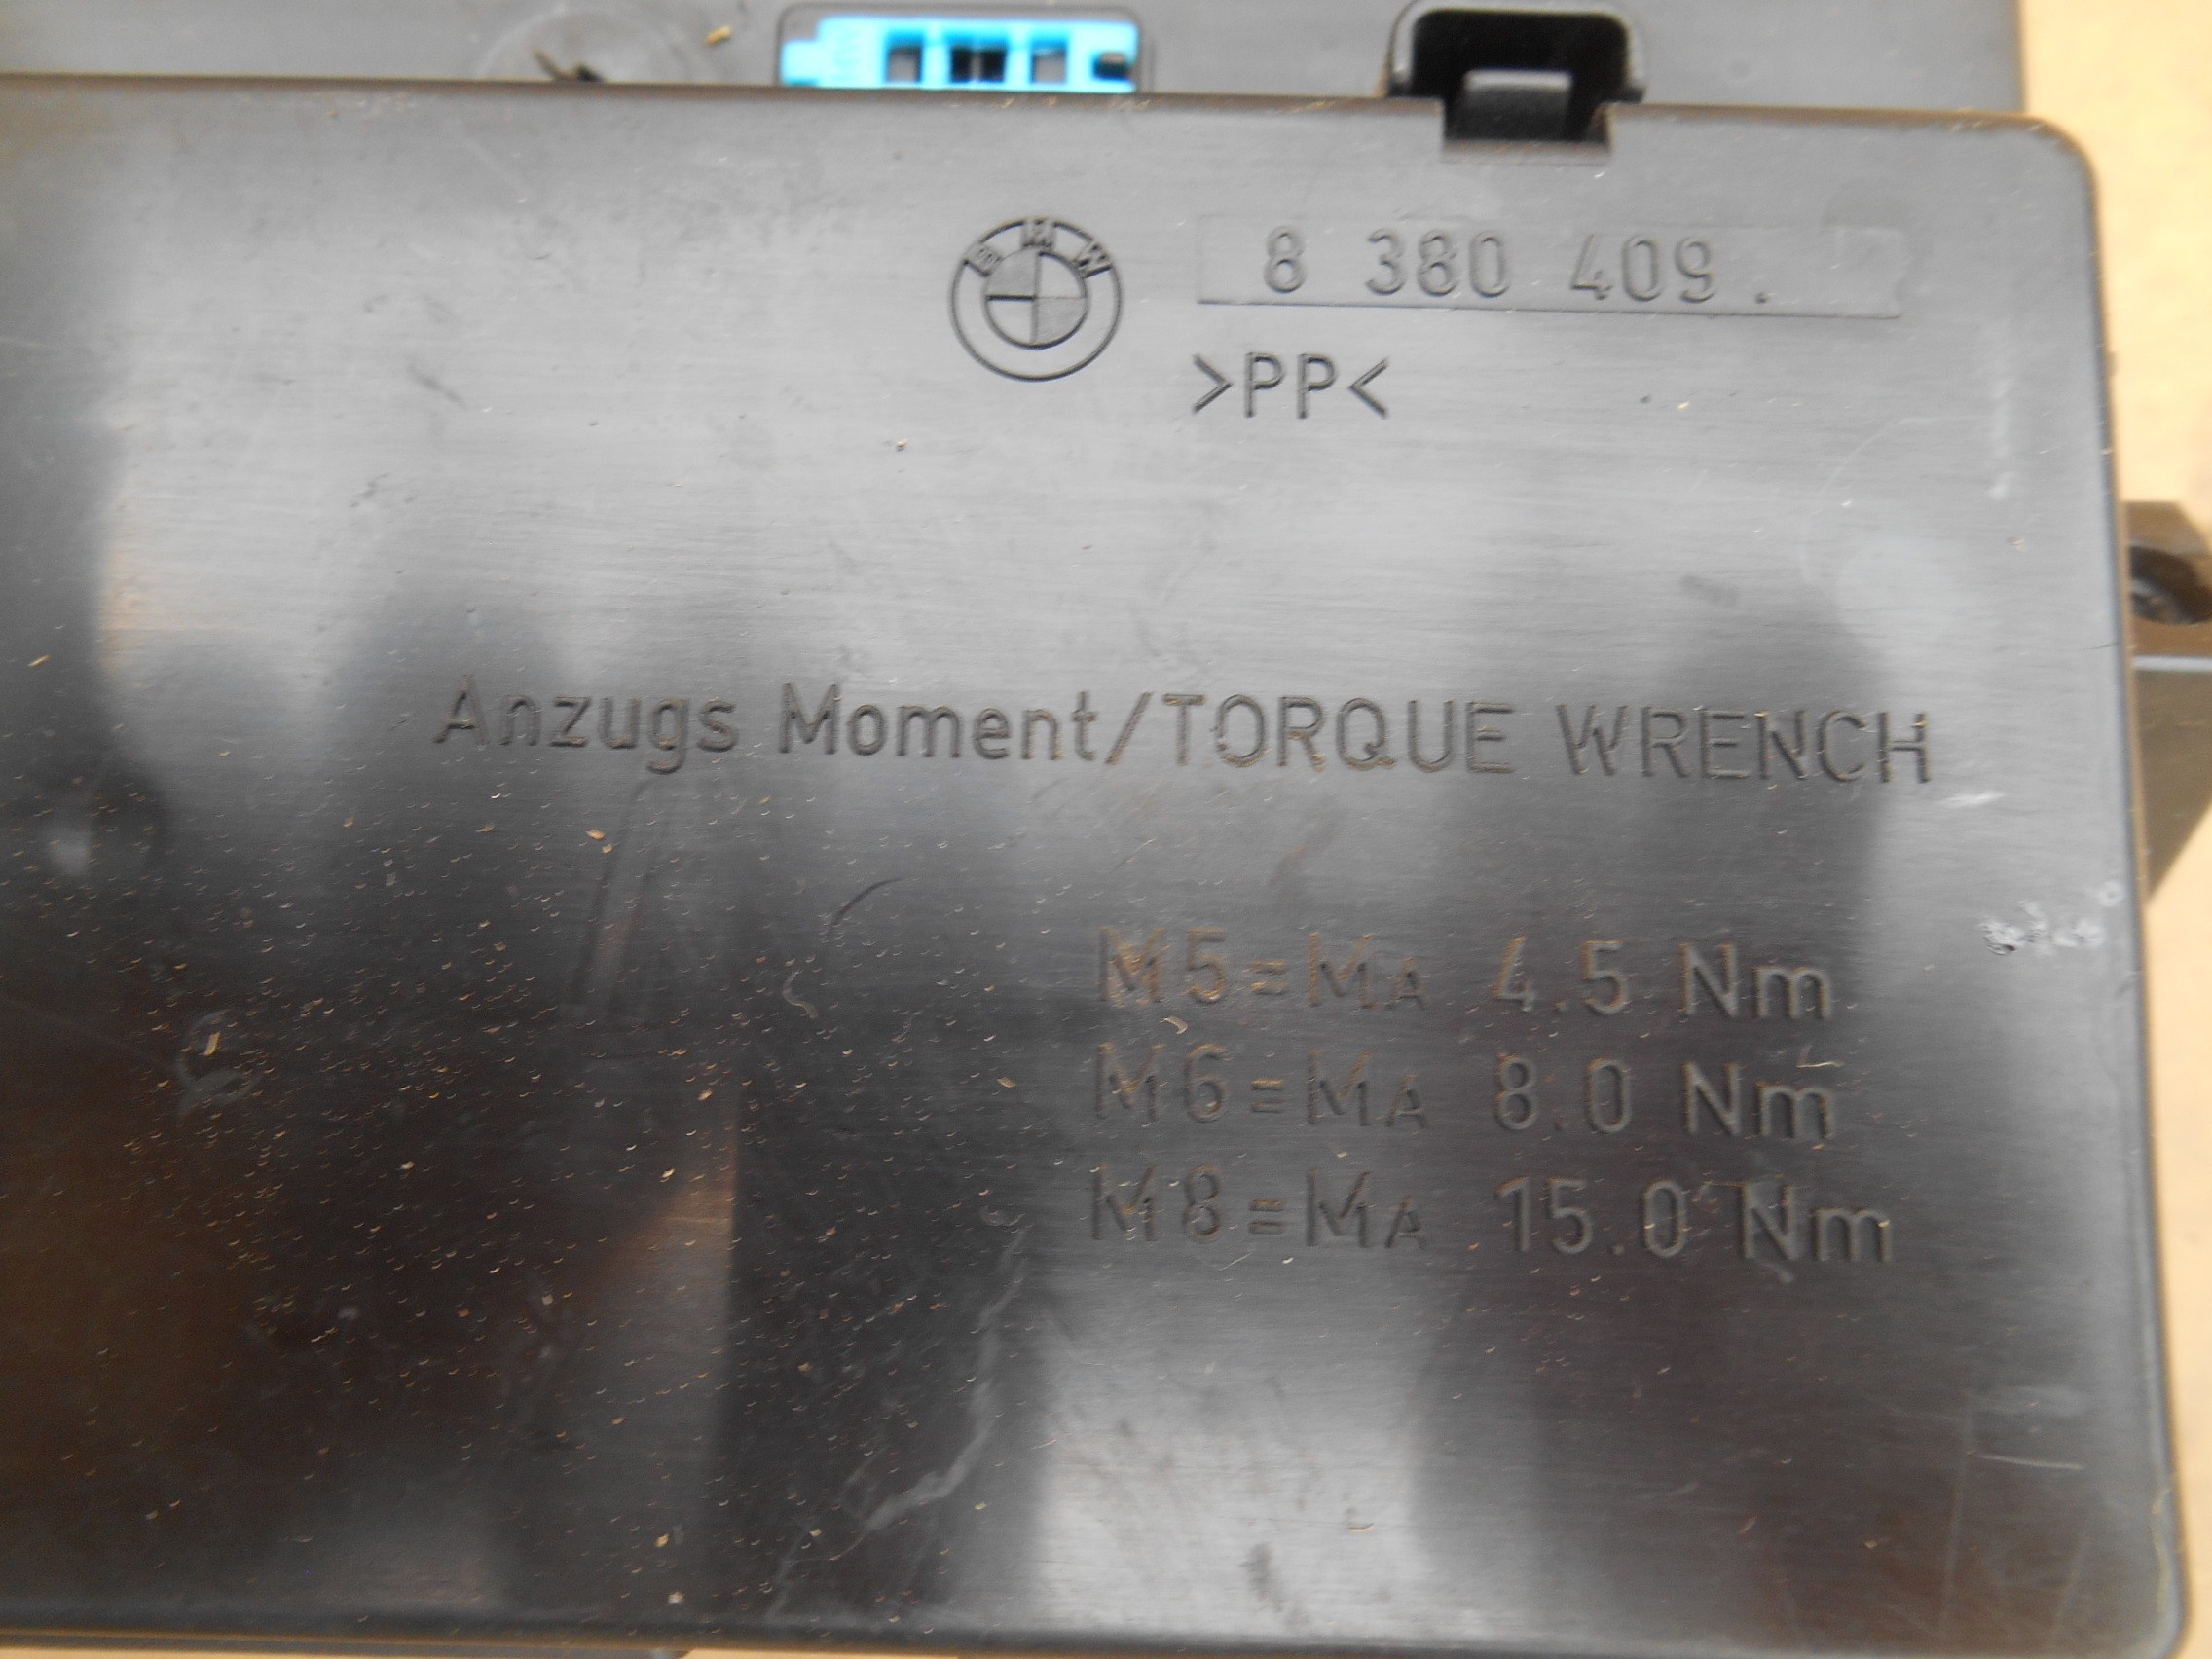 BMW
8 380 409.
>PP<
Anzugs Moment/TORQUE WRENCH
M5=MA 4.5 Nm
M6=MA 8.0 Nm
M8=MA 15.0 Nm